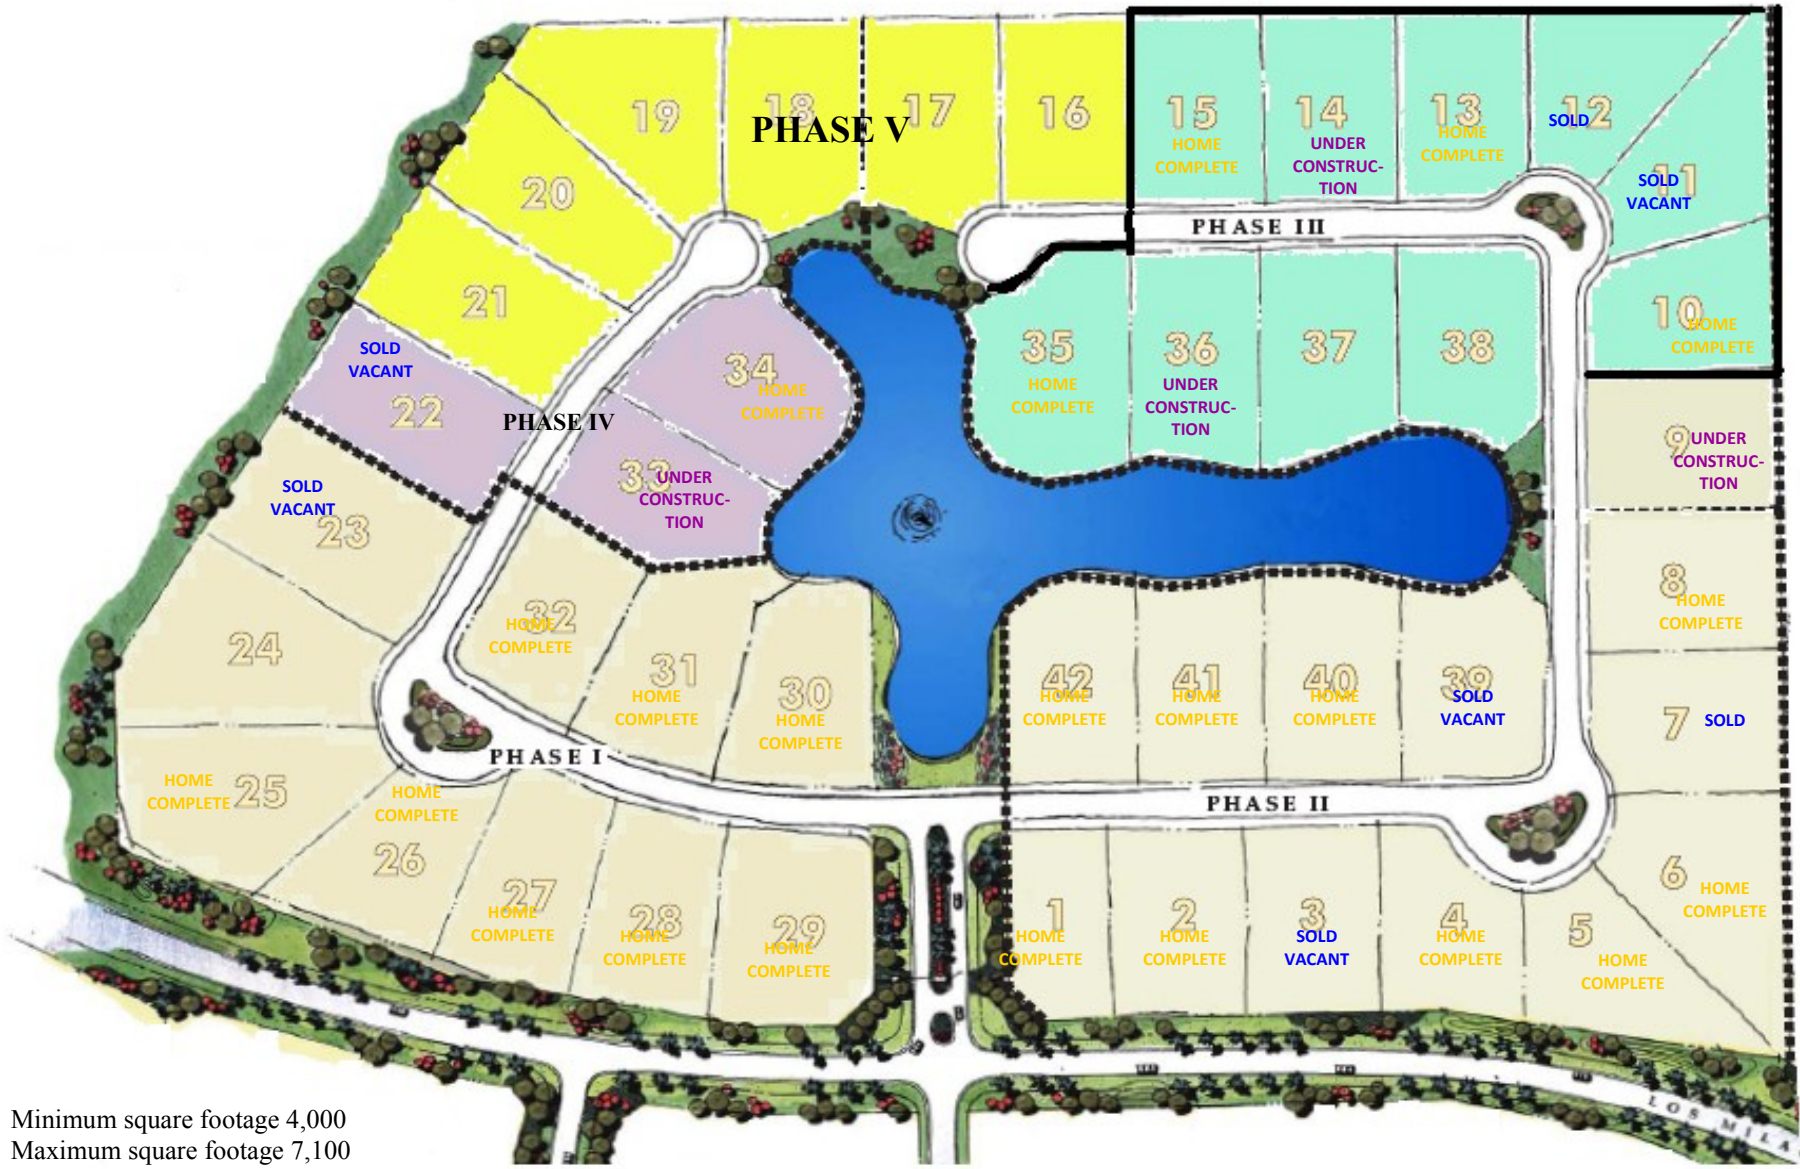 19
18
17
16
PHASE V
15
HOME
COMPLETE
14
UNDER
CONSTRUC-
TION
13
HOME
COMPLETE
12
SOLD
11
SOLD
VACANT
20
PHASE III
21
10
HOME
COMPLETE
SOLD
VACANT
22
PHASE IV
34
HOME
COMPLETE
35
HOME
COMPLETE
36
UNDER
CONSTRUC-
TION
37
38
9
UNDER
CONSTRUC-
TION
33
UNDER
CONSTRUC-
TION
SOLD
VACANT
23
8
HOME
COMPLETE
24
32
HOME
COMPLETE
31
HOME
COMPLETE
30
HOME
COMPLETE
42
HOME
COMPLETE
41
HOME
COMPLETE
40
HOME
COMPLETE
39
SOLD
VACANT
7
SOLD
PHASE I
PHASE II
HOME
COMPLETE
25
HOME
COMPLETE
26
27
HOME
COMPLETE
28
HOME
COMPLETE
29
HOME
COMPLETE
1
HOME
COMPLETE
2
HOME
COMPLETE
3
SOLD
VACANT
4
HOME
COMPLETE
5
HOME
COMPLETE
6
HOME
COMPLETE
LOS MILA
Minimum square footage 4,000
Maximum square footage 7,100